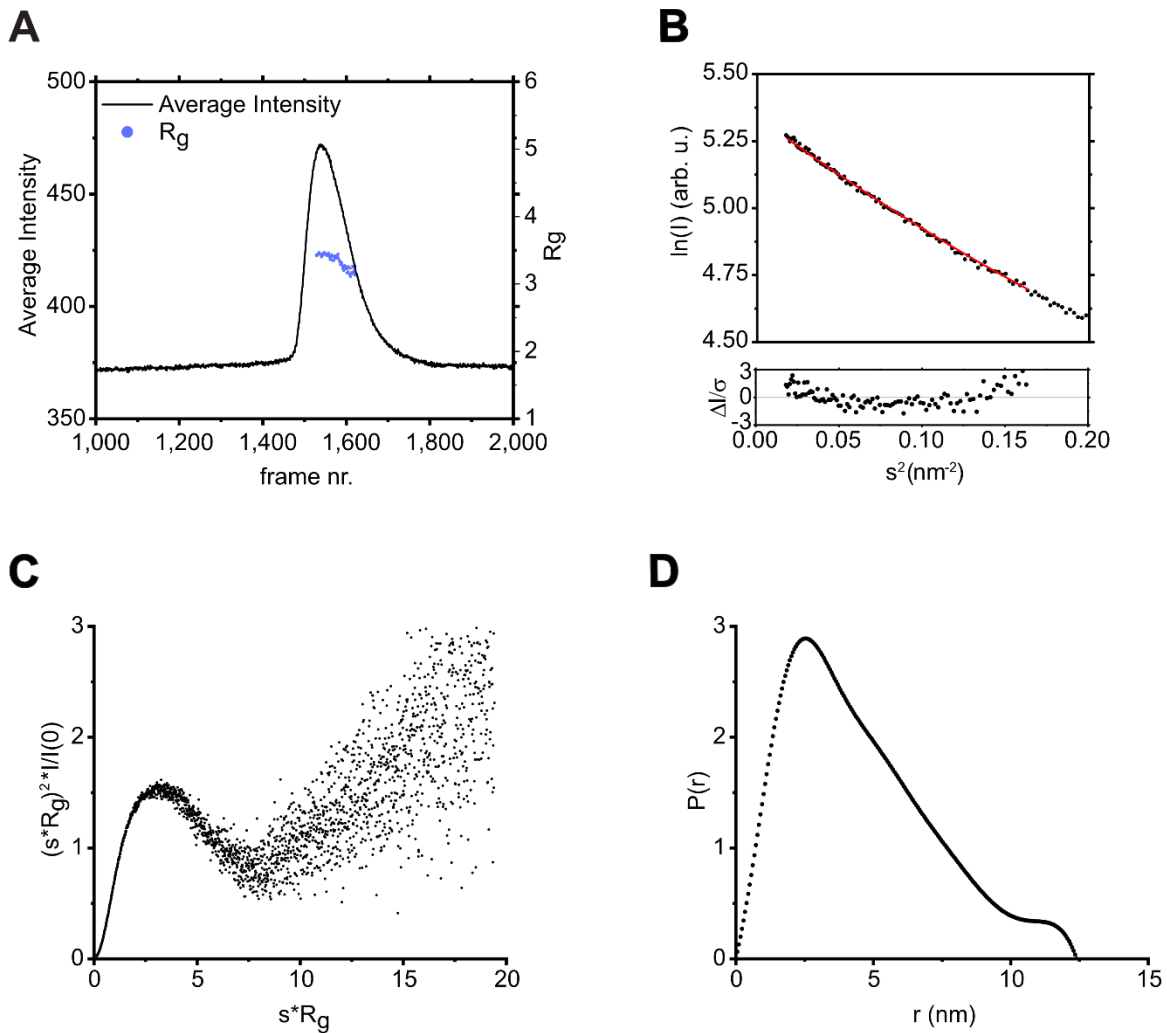 A
500
450
400
350
Average Intensity
Average Intensity
Rg
6
5
4
3
2
1
Rg
1,000 1,200 1,400 1,600 1,800 2,000
frame nr.
B
5.50
5.25
5.00
4.75
4.50
ln(I) (arb. u.)
3
0
-3
ΔI/σ
0.00 0.05 0.10 0.15 0.20
s²(nm⁻²)
C
3
2
1
0
(s*Rg)²*I/I(0)
0 5 10 15 20
s*Rg
D
3
2
1
0
P(r)
0 5 10 15
r (nm)